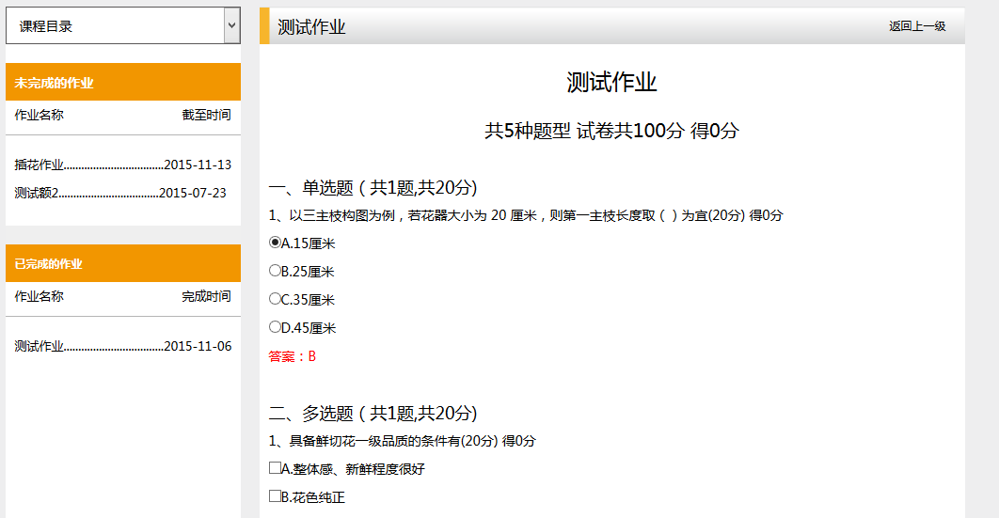 课程目录
未完成的作业
作业名称 截至时间
插花作业..................................2015-11-13
测试额2..................................2015-07-23
已完成的作业
作业名称 完成时间
测试作业..................................2015-11-06
测试作业 返回上一级
测试作业
共5种题型 试卷共100分 得0分
一、单选题（共1题,共20分)
1、以三主枝构图为例，若花器大小为 20 厘米，则第一主枝长度取（ ）为宜(20分) 得0分
A.15厘米
B.25厘米
C.35厘米
D.45厘米
答案：B
二、多选题（共1题,共20分)
1、具备鲜切花一级品质的条件有(20分) 得0分
A.整体感、新鲜程度很好
B.花色纯正